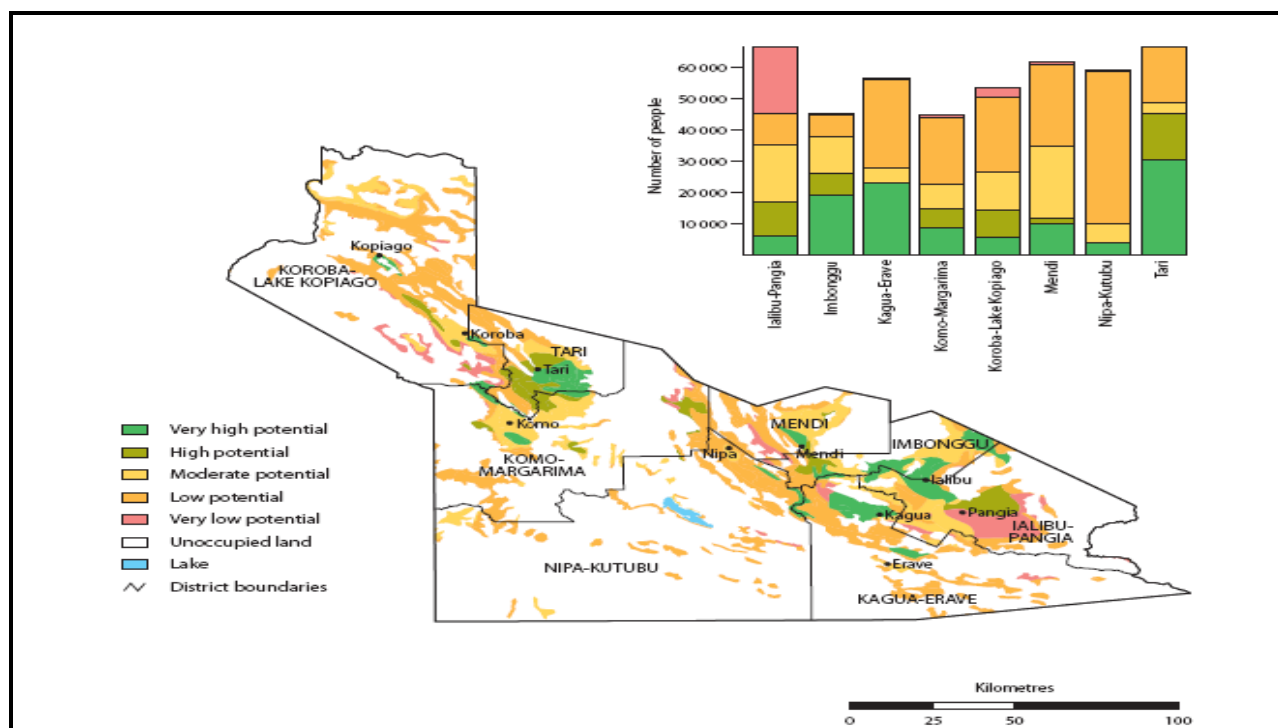 60 000
50 000
40 000
30 000
20 000
10 000
Number of people
Ialibu-Pangia
Imbonggu
Kagua-Erave
Komo-Margarima
Koroba-Lake Kopiago
Mendi
Nipa-Kutubu
Tari
Kopiago
KOROBA-
LAKE KOPIAGO
Koroba
TARI
Tari
Komo
KOMO-
MARGARIMA
MENDI
Mendi
Nipa
IMBONGGU
Ialibu
Kagua
Pangia
IALIBU-
PANGIA
NIPA-KUTUBU
Erave
KAGUA-ERAVE
Very high potential
High potential
Moderate potential
Low potential
Very low potential
Unoccupied land
Lake
District boundaries
Kilometres
0 25 50 100